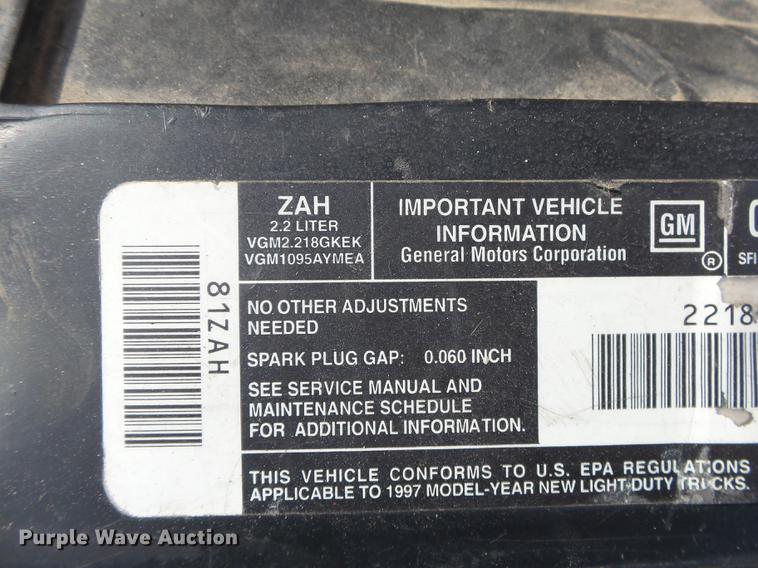 81ZAH
ZAH
2.2 LITER
VGM2.218GKEK
VGM1095AYMEA
IMPORTANT VEHICLE
INFORMATION
General Motors Corporation
GM
®
SFI
NO OTHER ADJUSTMENTS
NEEDED
SPARK PLUG GAP: 0.060 INCH
SEE SERVICE MANUAL AND
MAINTENANCE SCHEDULE
FOR ADDITIONAL INFORMATION.
2218
THIS VEHICLE CONFORMS TO U.S. EPA REGULATIONS
APPLICABLE TO 1997 MODEL-YEAR NEW LIGHT-DUTY TRUCKS.
Purple Wave Auction